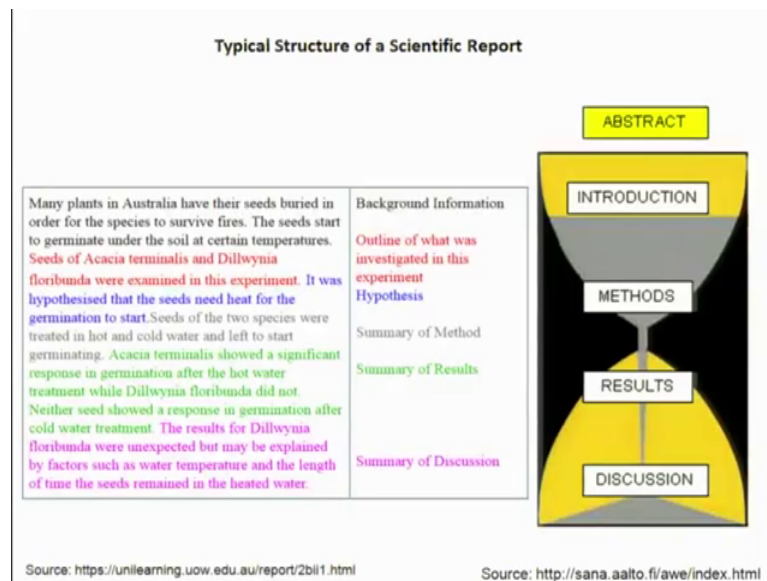 Typical Structure of a Scientific Report
Many plants in Australia have their seeds buried in
order for the species to survive fires. The seeds start
to germinate under the soil at certain temperatures.
Seeds of Acacia terminalis and Dillwynia
floribunda were examined in this experiment. It was
hypothesised that the seeds need heat for the
germination to start.Seeds of the two species were
treated in hot and cold water and left to start
germinating. Acacia terminalis showed a significant
response in germination after the hot water
treatment while Dillwynia floribunda did not.
Neither seed showed a response in germination after
cold water treatment. The results for Dillwynia
floribunda were unexpected but may be explained
by factors such as water temperature and the length
of time the seeds remained in the heated water.
Background Information
Outline of what was
investigated in this
experiment
Hypothesis
Summary of Method
Summary of Results
Summary of Discussion
ABSTRACT
INTRODUCTION
METHODS
RESULTS
DISCUSSION
Source: https://unilearning.uow.edu.au/report/2bii1.html
Source: http://sana.aalto.fi/awe/index.html